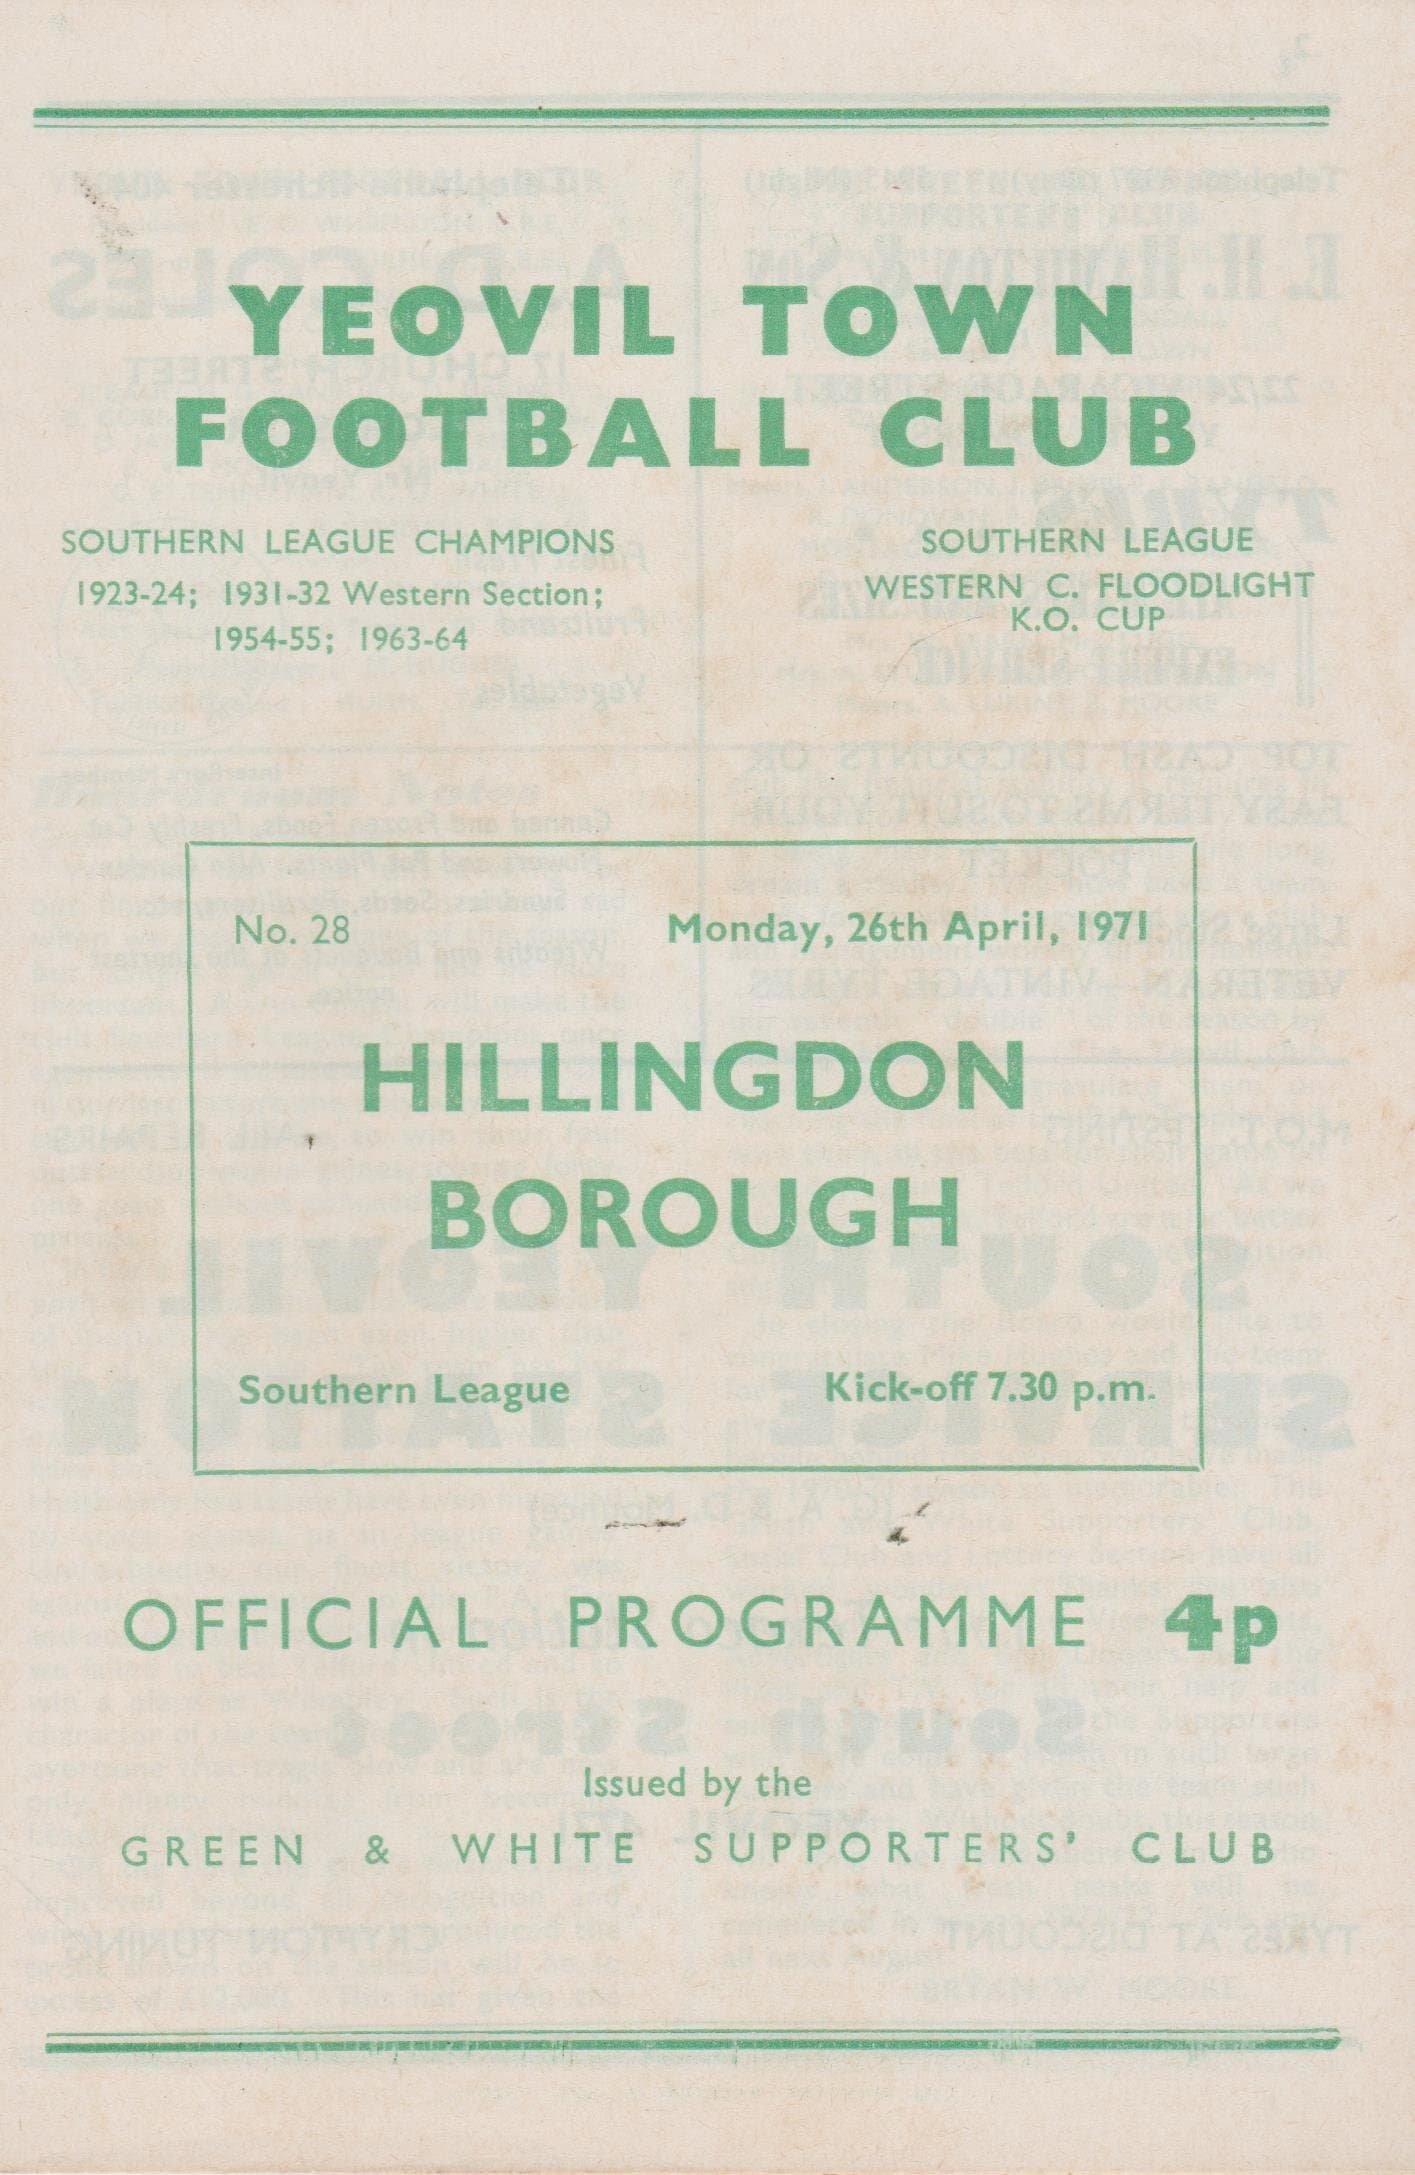 YEOVIL TOWN
FOOTBALL CLUB
SOUTHERN LEAGUE CHAMPIONS
1923-24; 1931-32 Western Section;
1954-55; 1963-64
SOUTHERN LEAGUE
WESTERN C. FLOODLIGHT
K.O. CUP
No. 28
Monday, 26th April, 1971
HILLINGDON
BOROUGH
Southern League
Kick-off 7.30 p.m.
OFFICIAL PROGRAMME 4p
Issued by the
GREEN & WHITE SUPPORTERS' CLUB